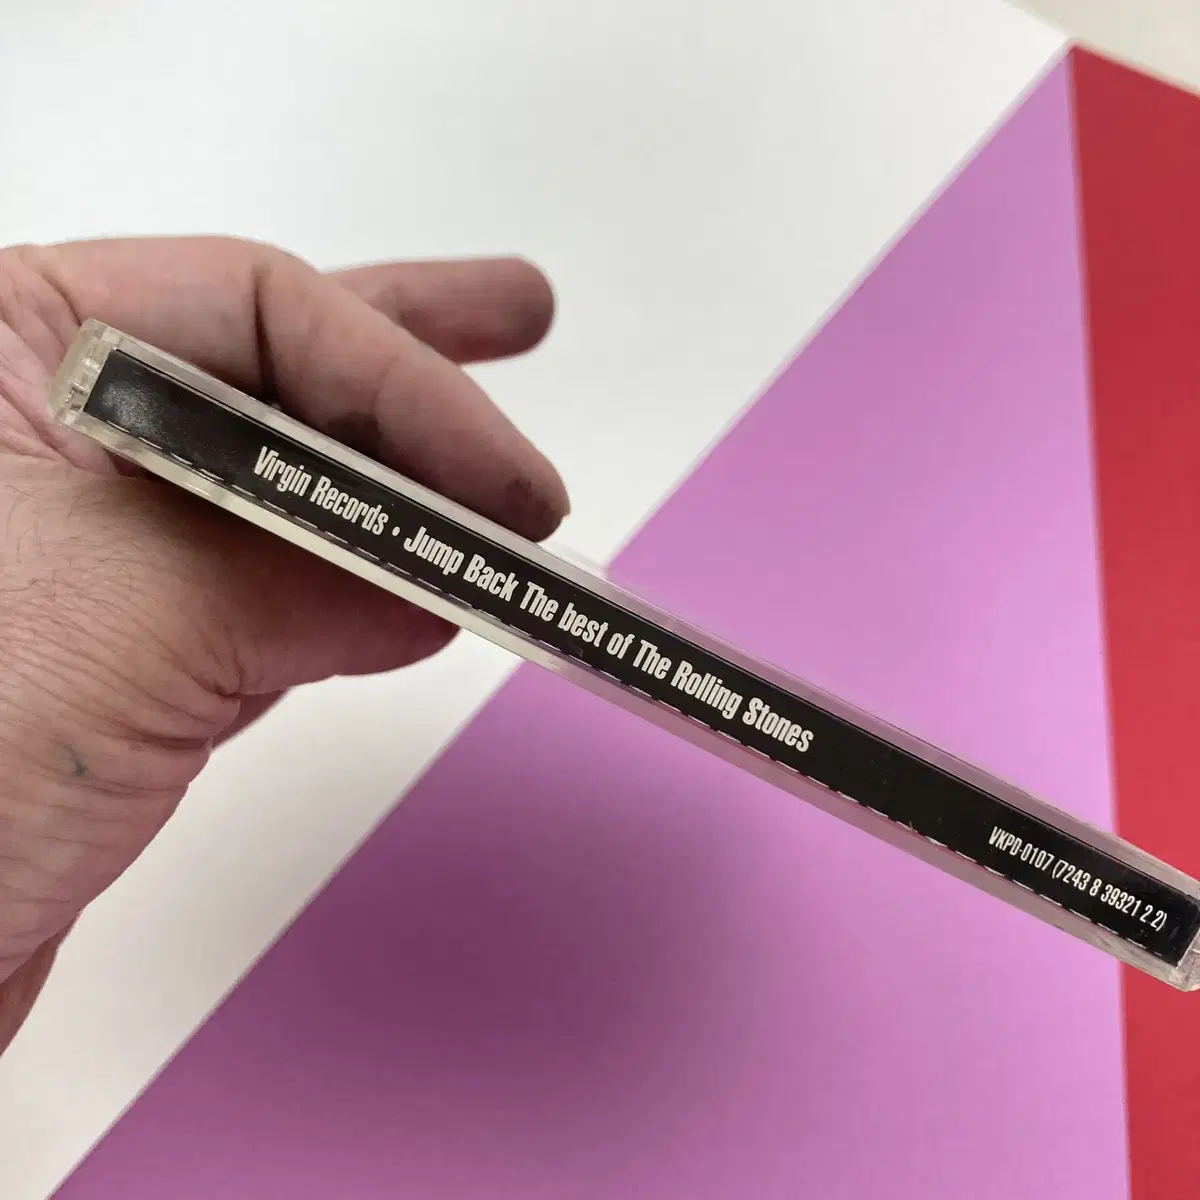 Virgin Records • Jump Back The best of The Rolling Stones
VKPD-0107 (7243 8 39321 2 2)